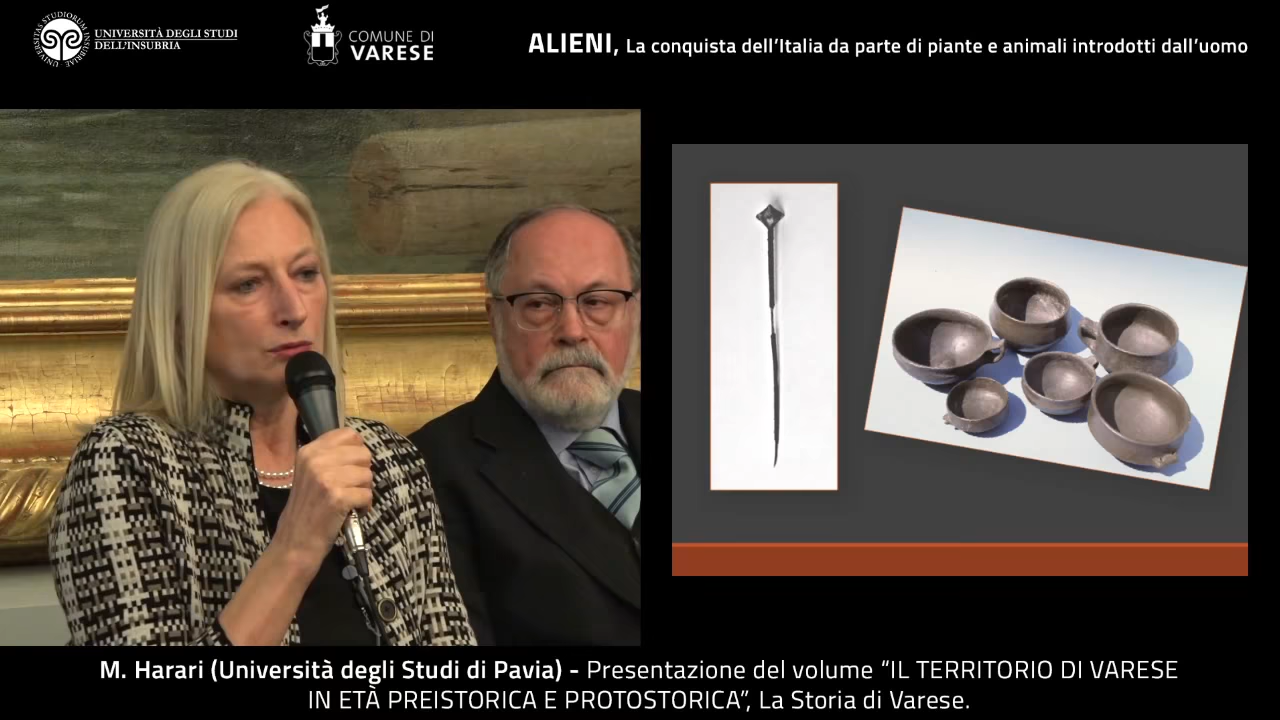 UNIVERSITÀ DEGLI STUDI
DELL'INSUBRIA
COMUNE DI
VARESE
ALIENI, La conquista dell'Italia da parte di piante e animali introdotti dall'uomo
M. Harari (Università degli Studi di Pavia) - Presentazione del volume “IL TERRITORIO DI VARESE
IN ETÀ PREISTORICA E PROTOSTORICA”, La Storia di Varese.